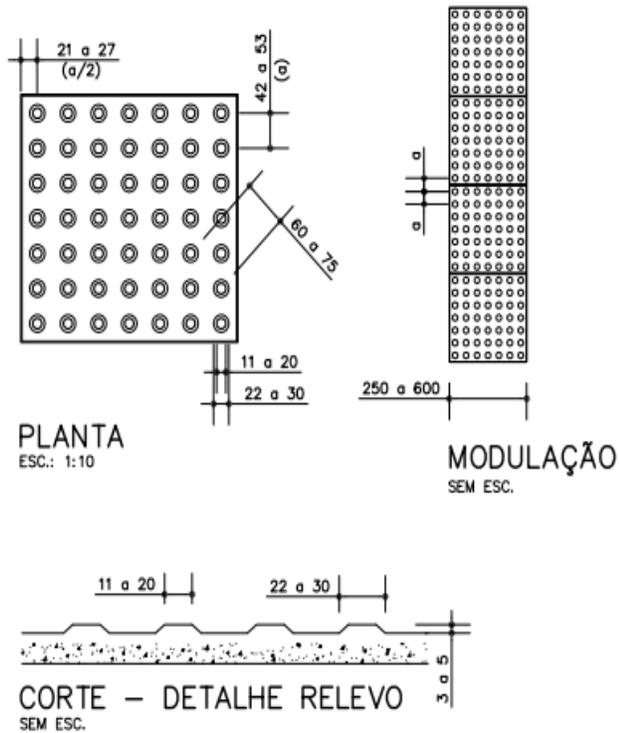 21 a 27
(a/2)
42 a 53
(a)
60 a 75
11 a 20
22 a 30
PLANTA
ESC.: 1:10
a
a
250 a 600
MODULAÇÃO
SEM ESC.
11 a 20
22 a 30
3 a 5
CORTE – DETALHE RELEVO
SEM ESC.